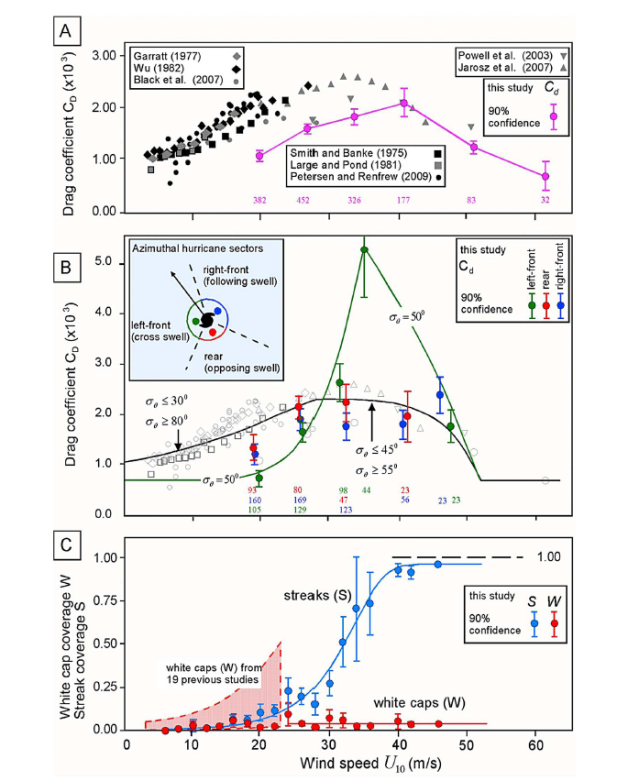 A
Garratt (1977)
Wu (1982)
Black et al. (2007)
Powell et al. (2003)
Jarosz et al. (2007)
this study C_d
90%
confidence
Smith and Banke (1975)
Large and Pond (1981)
Petersen and Renfrew (2009)
Drag coefficient C_D (x10^3)
3.00
2.00
1.00
0.00
382 452 326 177 83 32
B
Azimuthal hurricane sectors
right-front
(following swell)
left-front
(cross swell)
rear
(opposing swell)
this study
C_d
90%
confidence
left-front
rear
right-front
Drag coefficient C_D (x10^3)
5.0
4.0
3.0
2.0
1.0
0.0
σ_θ=50⁰
σ_θ ≤30⁰
σ_θ ≥80⁰
σ_θ ≤45⁰
σ_θ ≥55⁰
σ_θ=50⁰
93 80 98 44 23
160 169 47 56 23 23
105 129 123
C
1.00
streaks (S)
this study S W
90%
confidence
white caps (W) from
19 previous studies
white caps (W)
White cap coverage W
Streak coverage S
1.00
0.75
0.50
0.25
0.00
0 10 20 30 40 50 60
Wind speed U_10 (m/s)